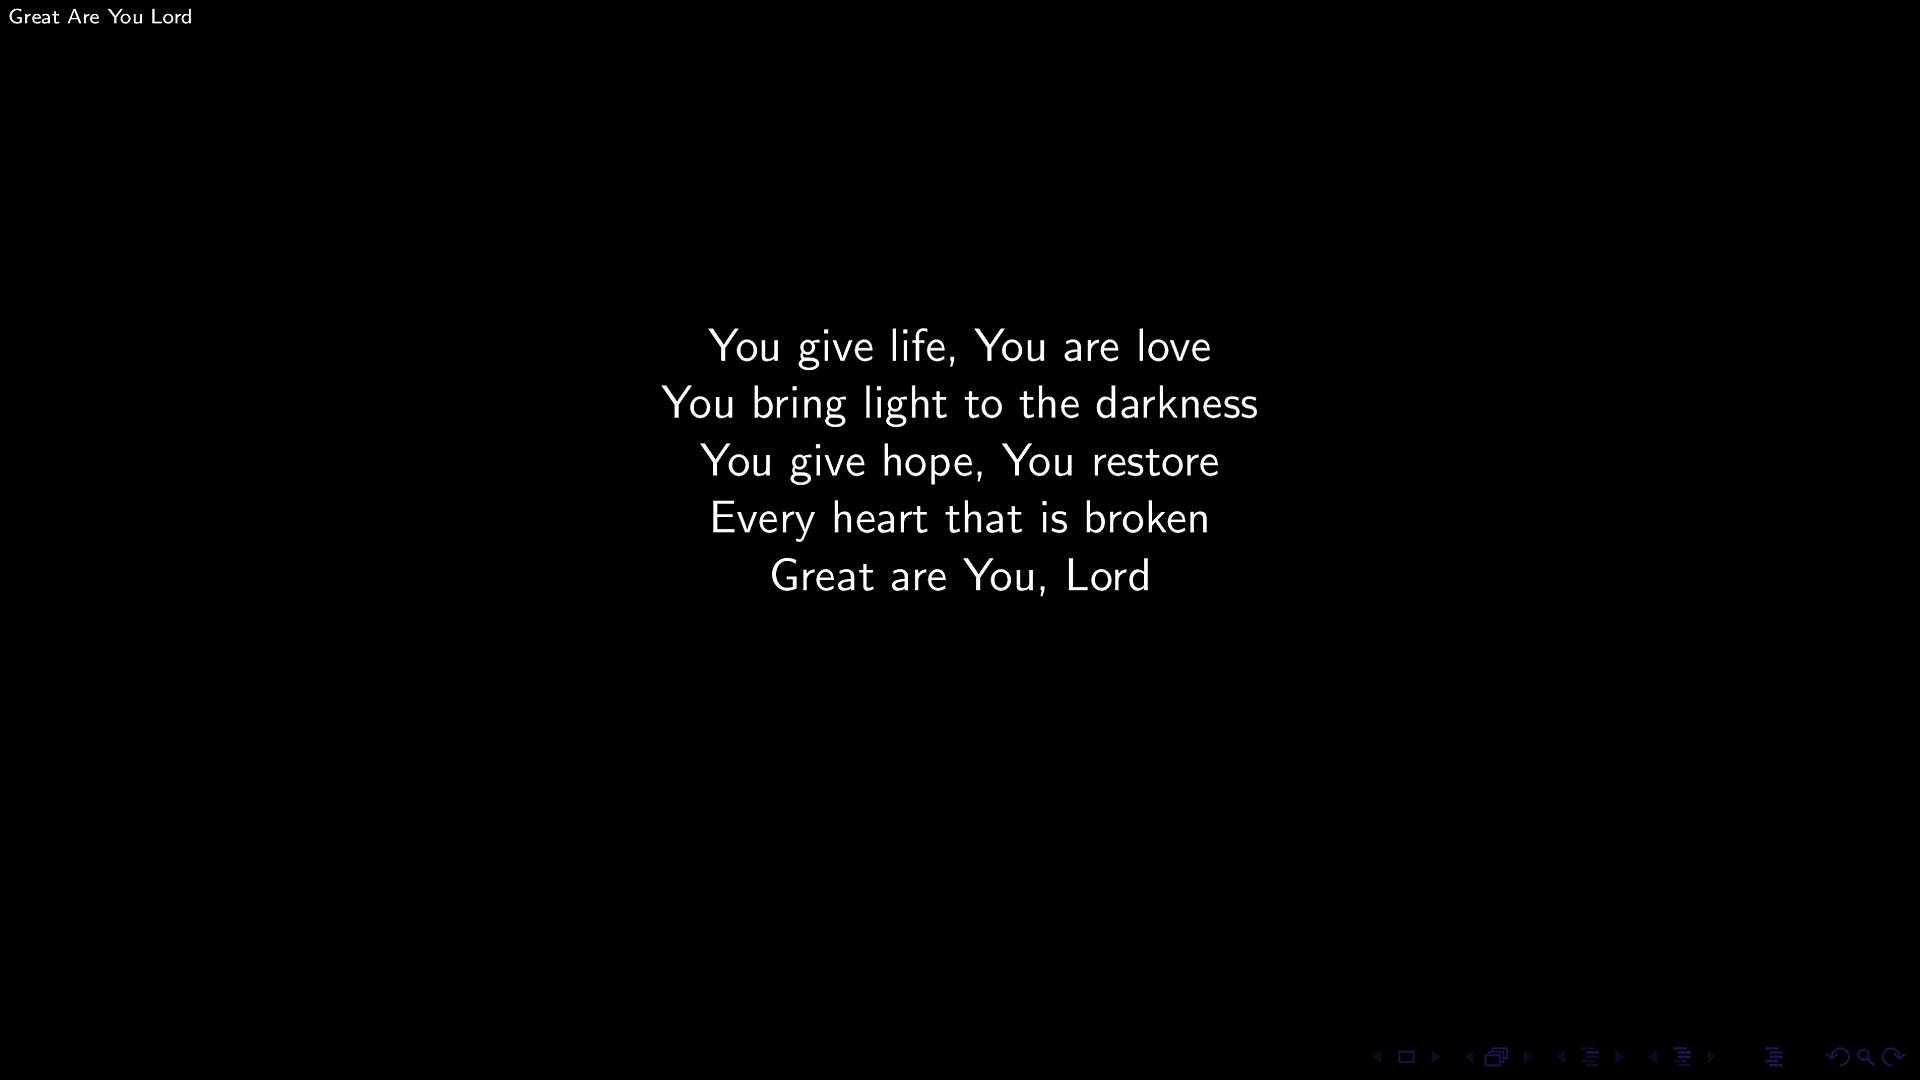 Great Are You Lord
You give life, You are love
You bring light to the darkness
You give hope, You restore
Every heart that is broken
Great are You, Lord